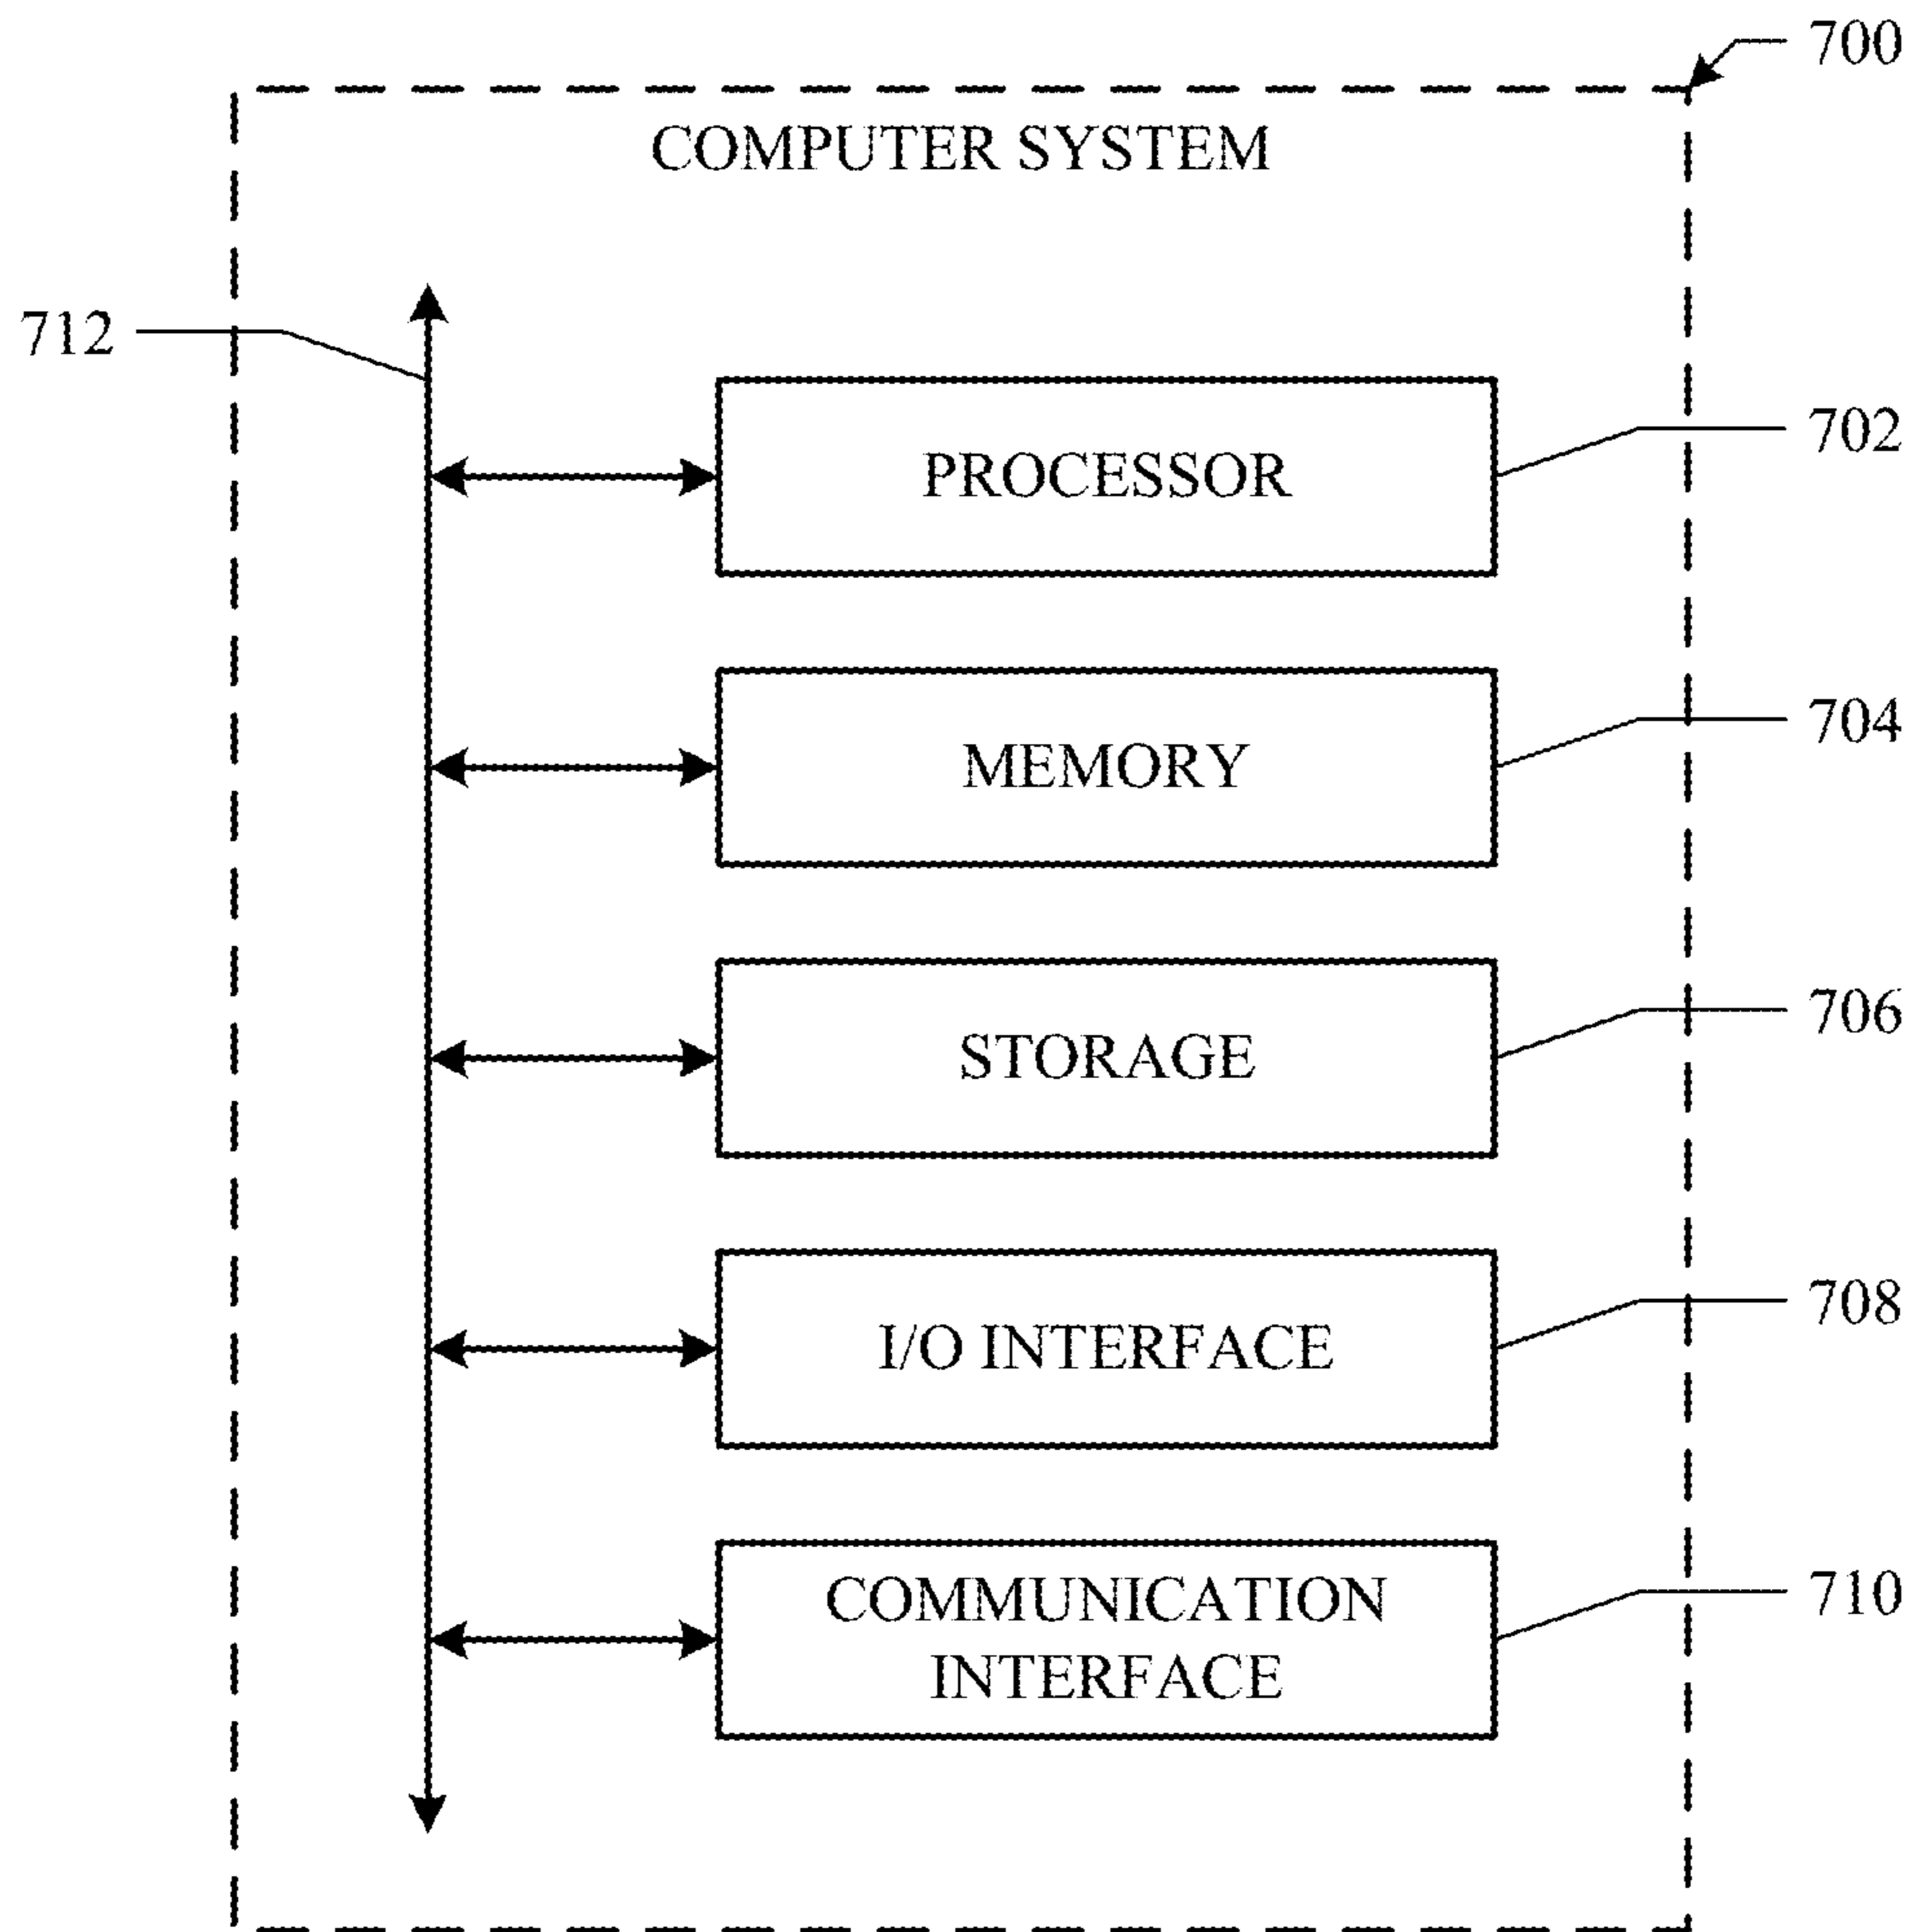 700
COMPUTER SYSTEM
712
PROCESSOR
702
MEMORY
704
STORAGE
706
I/O INTERFACE
708
COMMUNICATION
INTERFACE
710